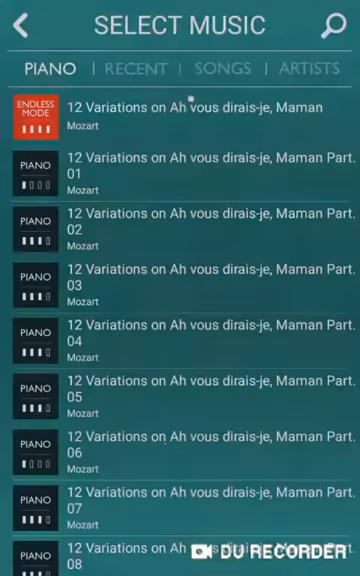 SELECT MUSIC
PIANO | RECENT | SONGS | ARTISTS
ENDLESS
MODE
12 Variations on Ah vous dirais-je, Maman
Mozart
PIANO
12 Variations on Ah vous dirais-je, Maman Part.
01
Mozart
PIANO
12 Variations on Ah vous dirais-je, Maman Part.
02
Mozart
PIANO
12 Variations on Ah vous dirais-je, Maman Part.
03
Mozart
PIANO
12 Variations on Ah vous dirais-je, Maman Part.
04
Mozart
PIANO
12 Variations on Ah vous dirais-je, Maman Part.
05
Mozart
PIANO
12 Variations on Ah vous dirais-je, Maman Part.
06
Mozart
PIANO
12 Variations on Ah vous dirais-je, Maman Part.
07
Mozart
PIANO
12 Variations on Ah vous dirais-je, Maman Part.
08
DU RECORDER